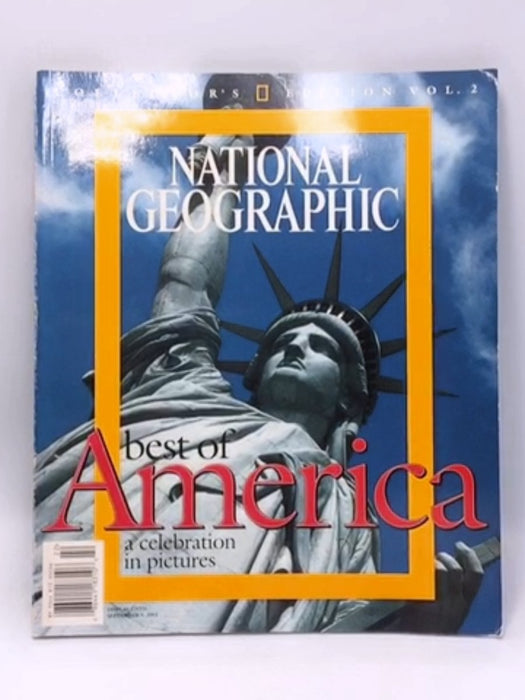 EDITION VOL. 2
NATIONAL
GEOGRAPHIC
best of
America
a celebration
in pictures